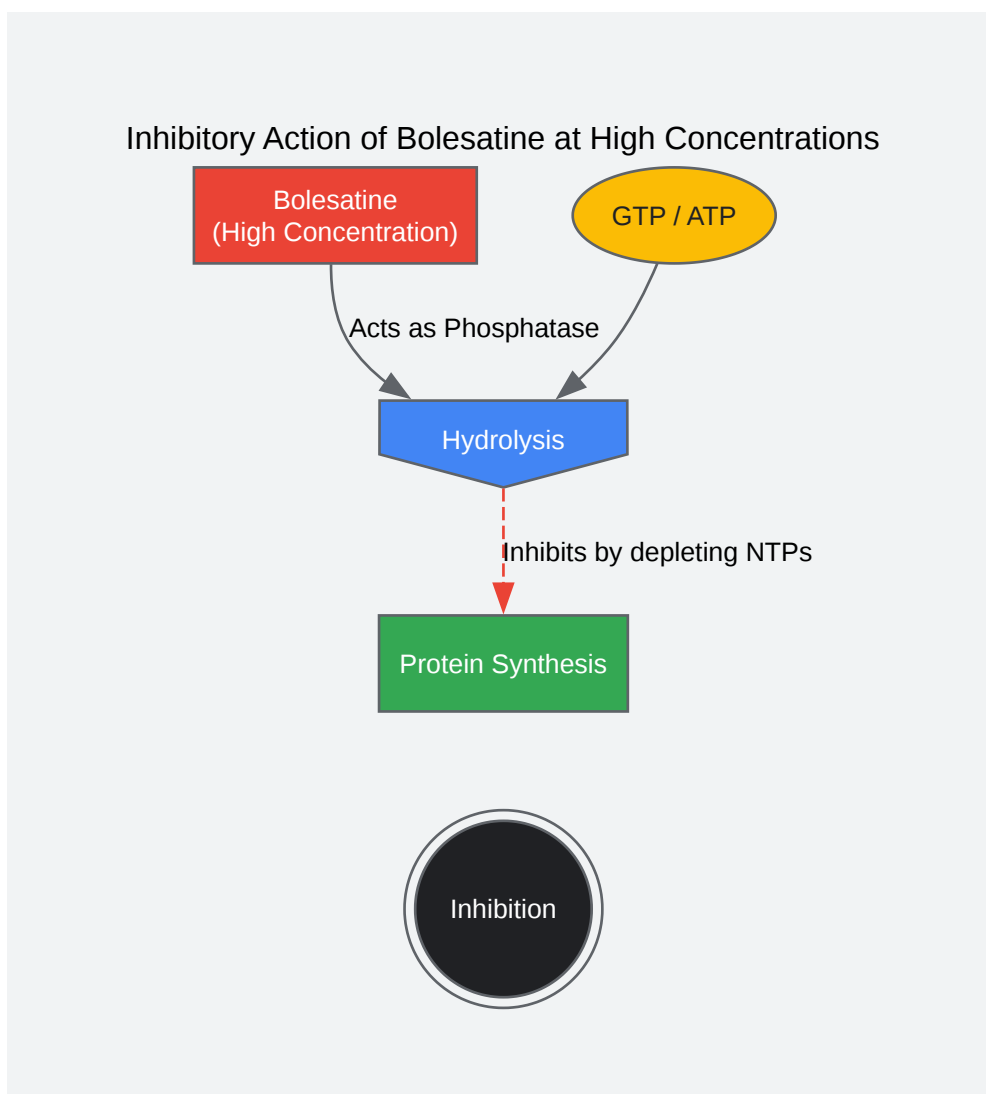 Inhibitory Action of Bolesatine at High Concentrations
Bolesatine
(High Concentration)
GTP / ATP
Acts as Phosphatase
Hydrolysis
Inhibits by depleting NTPs
Protein Synthesis
Inhibition